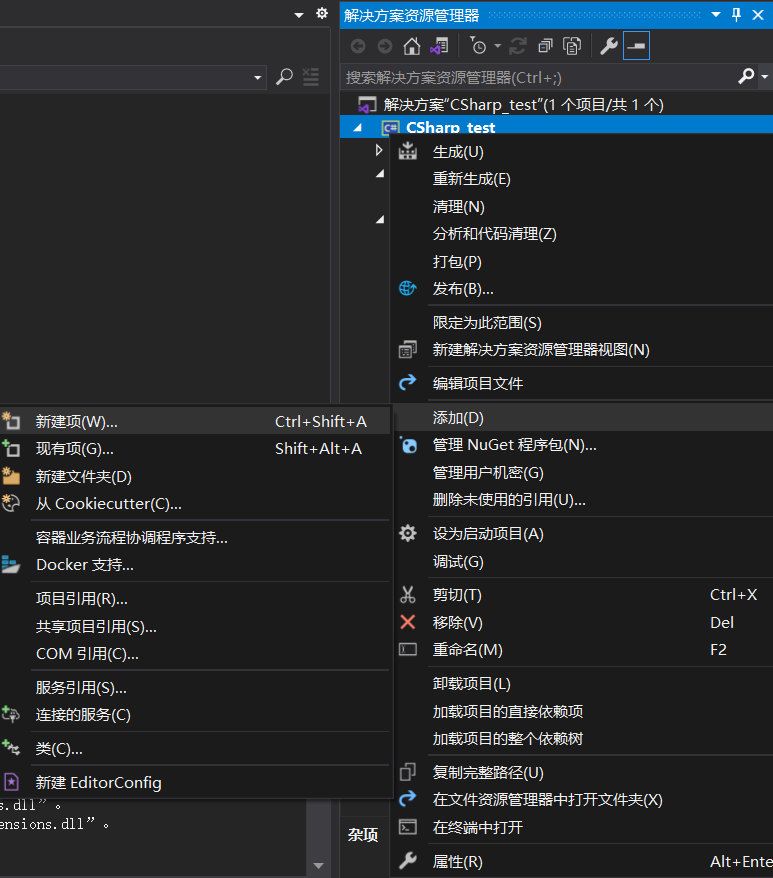 解决方案资源管理器
搜索解决方案资源管理器(Ctrl+;)
解决方案"CSharp_test"(1 个项目/共 1 个)
C# CSharp_test
生成(U)
重新生成(E)
清理(N)
分析和代码清理(Z)
打包(P)
发布(B)...
限定为此范围(S)
新建解决方案资源管理器视图(N)
编辑项目文件
添加(D)
管理 NuGet 程序包(N)...
管理用户机密(G)
删除未使用的引用(U)...
设为启动项目(A)
调试(G)
剪切(T) Ctrl+X
移除(V) Del
重命名(M) F2
卸载项目(L)
加载项目的直接依赖项
加载项目的整个依赖树
复制完整路径(U)
在文件资源管理器中打开文件夹(X)
在终端中打开
属性(R) Alt+Ente
新建项(W)... Ctrl+Shift+A
现有项(G)... Shift+Alt+A
新建文件夹(D)
从 Cookiecutter(C)...
容器业务流程协调程序支持...
Docker 支持...
项目引用(R)...
共享项目引用(S)...
COM 引用(C)...
服务引用(S)...
连接的服务(C)
类(C)...
新建 EditorConfig
s.dll”。
ensions.dll”。
杂项